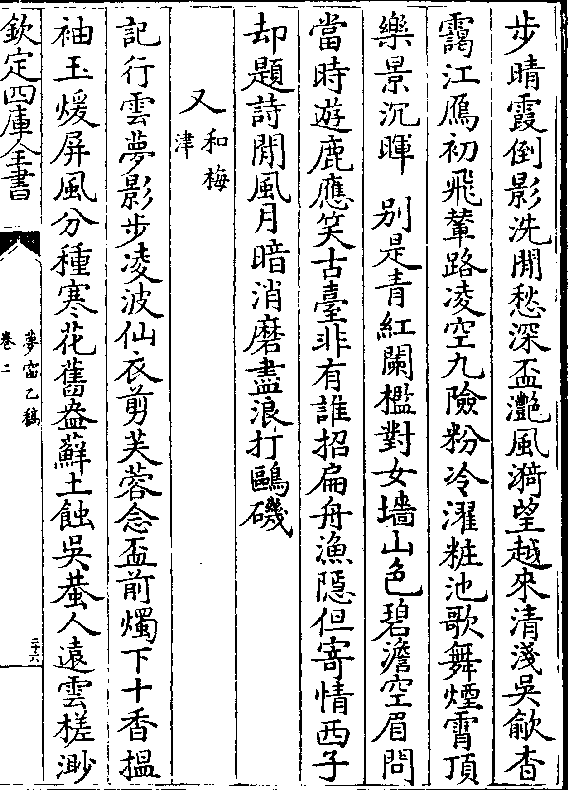 步晴霞倒影洗閒愁深盃灩風漪望越來清淺吳歈杳
靄江鴈初飛輦路凌空九險粉冷濯粧池歌舞煙霄頂
樂景沉暉　别是青紅闌檻對女墻山色碧澹空眉問
當時遊鹿應笑古臺非有誰招扁舟漁隱但寄情西子
却題詩閒風月暗消磨盡浪打鷗磯
又和梅津
記行雲夢影步凌波仙衣剪芙蓉念盃前燭下十香搵
袖玉煖屏風分種寒花舊盎蘚土蝕吳蛩人遠雲槎渺
欽定四庫全書
夢窗乙稿
卷二
二十六